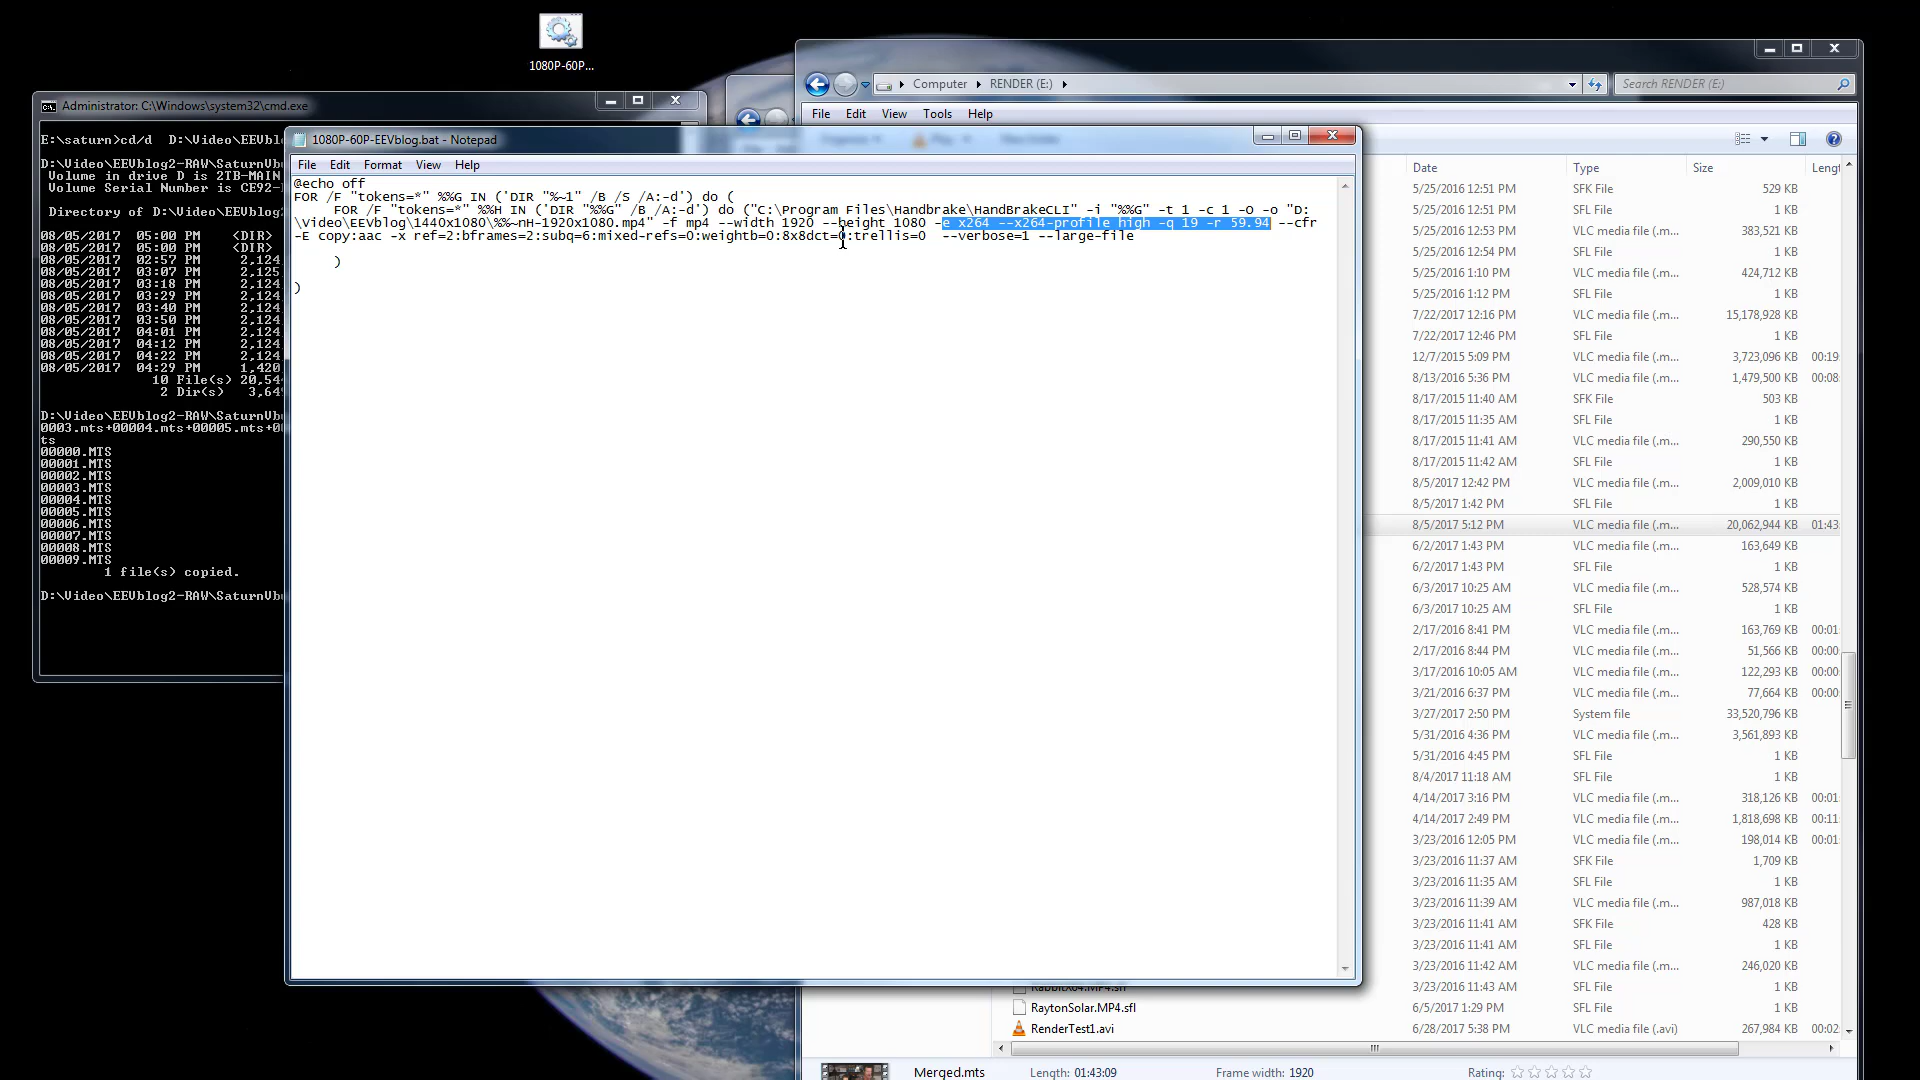 1080P-60P...
Administrator: C:\Windows\system32\cmd.exe
E:\saturn>cd/d D:\Video\EEVbl
D:\Video\EEVblog2-RAW\SaturnVb
Volume in drive D is 2TB-MAIN
Volume Serial Number is CE92-
Directory of D:\Video\EEVblog2
08/05/2017 05:00 PM <DIR>
08/05/2017 05:00 PM <DIR>
08/05/2017 02:57 PM 2,124
08/05/2017 03:07 PM 2,125
08/05/2017 03:18 PM 2,124
08/05/2017 03:29 PM 2,124
08/05/2017 03:40 PM 2,124
08/05/2017 03:50 PM 2,124
08/05/2017 04:01 PM 2,124
08/05/2017 04:12 PM 2,124
08/05/2017 04:22 PM 2,124
08/05/2017 04:29 PM 1,420
10 File(s) 20,544
2 Dir(s) 3,649
D:\Video\EEVblog2-RAW\SaturnVb
0003.mts+00004.mts+00005.mts+0
ts
00000.MTS
00001.MTS
00002.MTS
00003.MTS
00004.MTS
00005.MTS
00006.MTS
00007.MTS
00008.MTS
00009.MTS
1 file(s) copied.
D:\Video\EEVblog2-RAW\SaturnVb
1080P-60P-EEVblog.bat - Notepad
File Edit Format View Help
@echo off
FOR /F "tokens=*" %%G IN ('DIR "%~1" /B /S /A:-d') do (
FOR /F "tokens=*" %%H IN ('DIR "%%G" /B /A:-d') do ("C:\Program Files\Handbrake\HandBrakeCLI" -i "%%G" -t 1 -c 1 -O -o "D:
\Video\EEVblog\1440x1080\%%~nH-1920x1080.mp4" -f mp4 --width 1920 --height 1080 -e x264 --x264-profile high -q 19 -r 59.94 --cfr
-E copy:aac -x ref=2:bframes=2:subq=6:mixed-refs=0:weightb=0:8x8dct=0:trellis=0 --verbose=1 --large-file
)
)
Computer RENDER (E:)
Search RENDER (E:)
File Edit View Tools Help
Date Type Size Lengt
5/25/2016 12:51 PM SFK File 529 KB
5/25/2016 12:51 PM SFL File 1 KB
5/25/2016 12:53 PM VLC media file (.m... 383,521 KB
5/25/2016 12:54 PM SFL File 1 KB
5/25/2016 1:10 PM VLC media file (.m... 424,712 KB
5/25/2016 1:12 PM SFL File 1 KB
7/22/2017 12:16 PM VLC media file (.m... 15,178,928 KB
7/22/2017 12:46 PM SFL File 1 KB
12/7/2015 5:09 PM VLC media file (.m... 3,723,096 KB 00:19
8/13/2015 5:36 PM VLC media file (.m... 1,479,500 KB 00:08
8/17/2015 11:40 AM SFK File 503 KB
8/17/2015 11:35 AM SFL File 1 KB
8/17/2015 11:41 AM VLC media file (.m... 290,550 KB
8/17/2015 11:42 AM SFL File 1 KB
8/5/2017 12:42 PM VLC media file (.m... 2,009,010 KB
8/5/2017 1:42 PM SFL File 1 KB
8/5/2017 5:12 PM VLC media file (.m... 20,062,944 KB 01:43
6/2/2017 1:43 PM VLC media file (.m... 163,649 KB
6/2/2017 1:43 PM SFL File 1 KB
6/3/2017 10:25 AM VLC media file (.m... 528,574 KB
6/3/2017 10:25 AM SFL File 1 KB
2/17/2016 8:41 PM VLC media file (.m... 163,769 KB 00:01
2/17/2016 8:44 PM VLC media file (.m... 51,566 KB 00:00
3/17/2016 10:05 AM VLC media file (.m... 122,293 KB 00:00
3/21/2016 6:37 PM VLC media file (.m... 77,664 KB 00:00
3/27/2017 2:50 PM System file 33,520,796 KB
5/31/2016 4:36 PM VLC media file (.m... 3,561,893 KB
5/31/2016 4:45 PM SFL File 1 KB
8/4/2017 11:18 AM SFL File 1 KB
4/14/2017 3:16 PM VLC media file (.m... 318,126 KB 00:01
4/14/2017 2:49 PM VLC media file (.m... 1,818,698 KB 00:11
3/23/2016 12:05 PM VLC media file (.m... 198,014 KB 00:01
3/23/2016 11:37 AM SFK File 1,709 KB
3/23/2016 11:35 AM SFL File 1 KB
3/23/2016 11:39 AM VLC media file (.m... 987,018 KB
3/23/2016 11:41 AM SFK File 428 KB
3/23/2016 11:41 AM SFL File 1 KB
3/23/2016 11:42 AM VLC media file (.m... 246,020 KB
3/23/2016 11:43 AM SFL File 1 KB
RaytonSolar.MP4.sfl 6/5/2017 1:29 PM SFL File 1 KB
RenderTest1.avi 6/28/2017 5:38 PM VLC media file (.avi) 267,984 KB 00:02
Merged.mts Length: 01:43:09 Frame width: 1920 Rating: